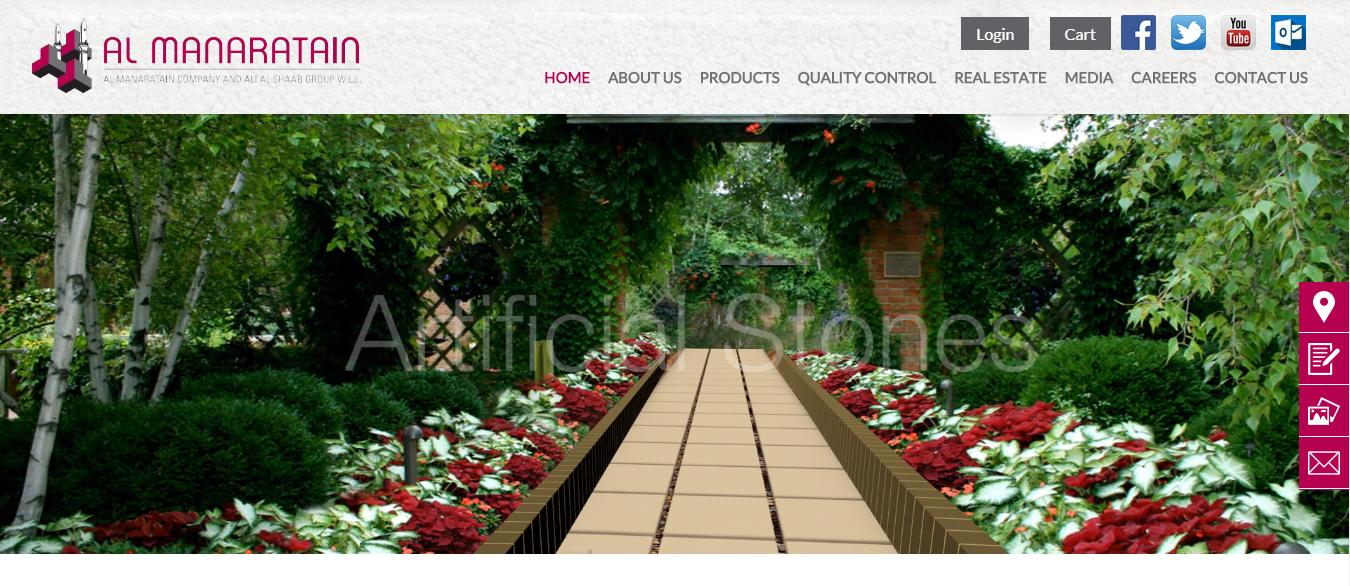 AL MANARATAIN
AL MANARATAIN COMPANY AND ALI AL SHAAB GROUP W.L.L.
Login
Cart
You
Tube
HOME
ABOUT US
PRODUCTS
QUALITY CONTROL
REAL ESTATE
MEDIA
CAREERS
CONTACT US
Artificial Stones